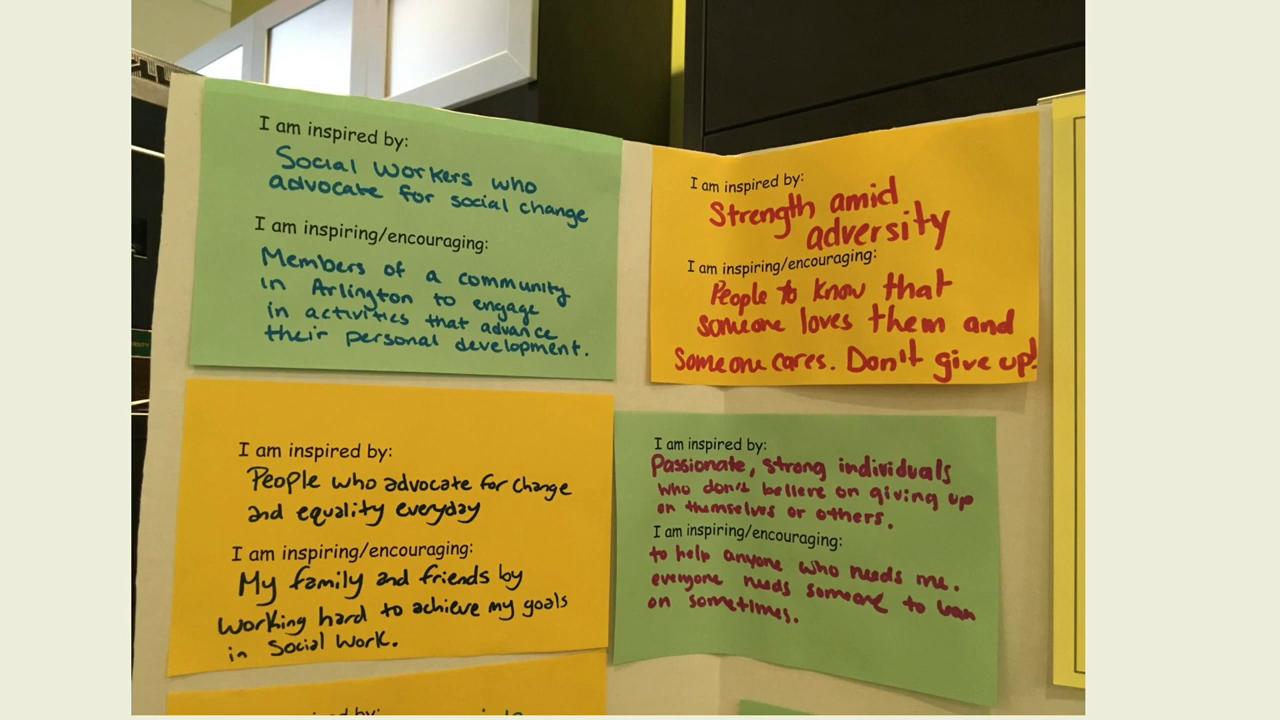 I am inspired by:
Social Workers who
advocate for social change
I am inspiring/encouraging:
Members of a community
in Arlington to engage
in activities that advance
their personal development.
I am inspired by:
Strength amid
adversity
I am inspiring/encouraging:
People to know that
someone loves them and
Someone cares. Don't give up!
I am inspired by:
People who advocate for change
and equality everyday
I am inspiring/encouraging:
My family and friends by
working hard to achieve my goals
in Social Work.
I am inspired by:
Passionate, strong individuals
who don't believe on giving up
on themselves or others.
I am inspiring/encouraging:
to help anyone who needs me.
everyone needs someone to lean
on sometimes.